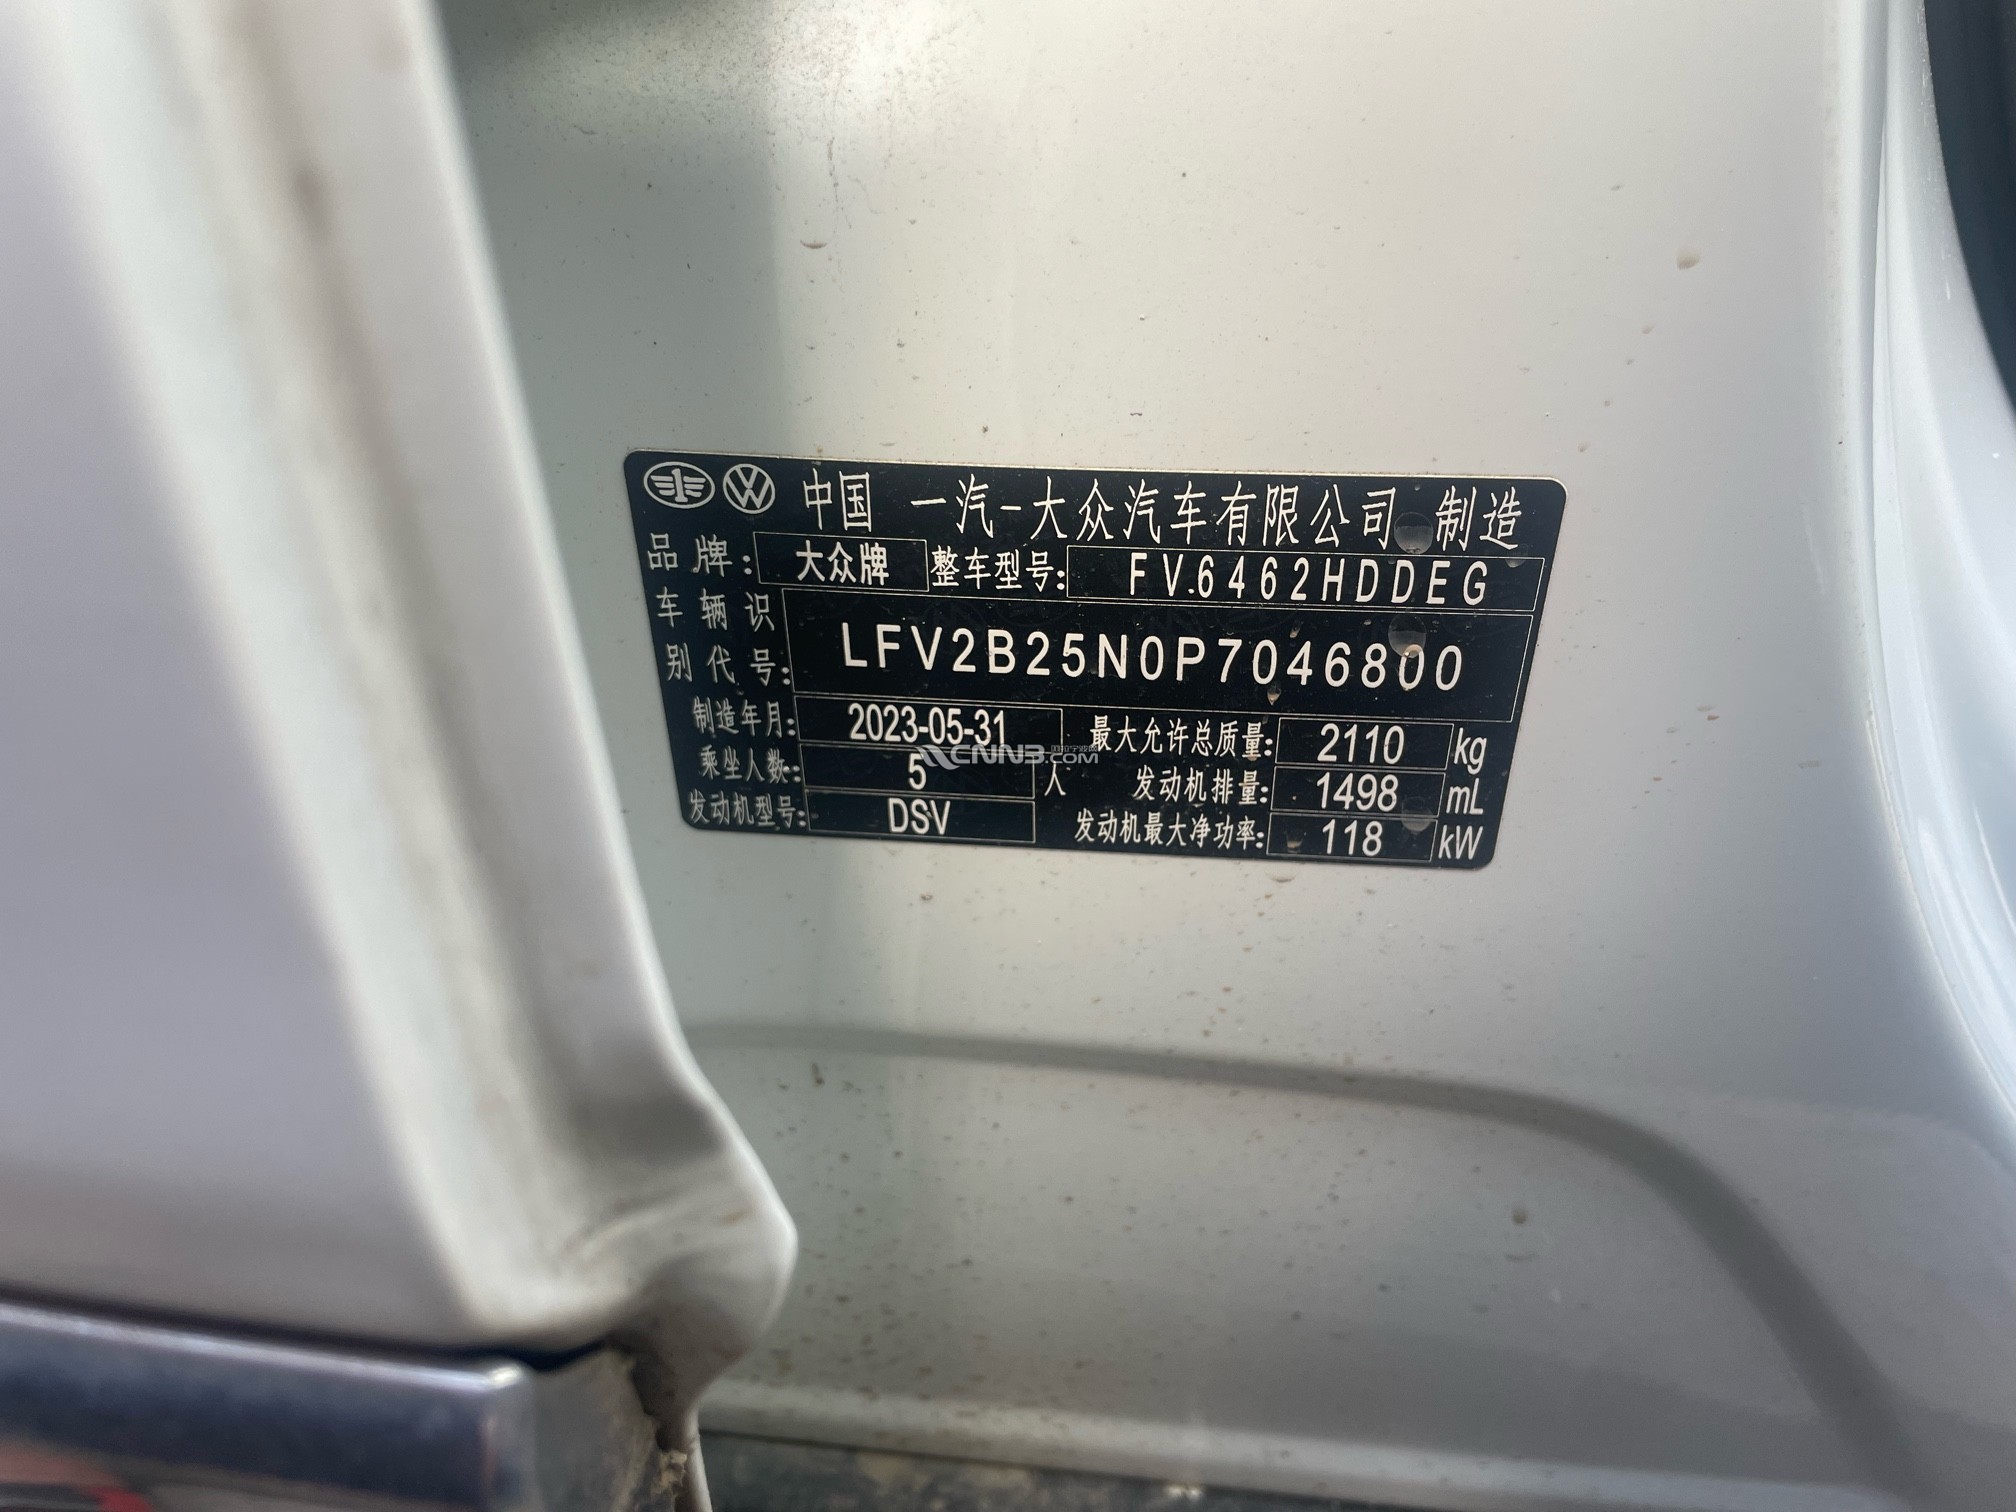 中国 一汽-大众汽车有限公司 制造
品牌: 大众牌 整车型号: FV6462HDDEG
车辆识别代号: LFV2B25N0P7046800
制造年月: 2023-05-31 最大允许总质量: 2110 kg
乘坐人数: 5 人 发动机排量: 1498 mL
发动机型号: DSV 发动机最大净功率: 118 kW
CNNB.COM